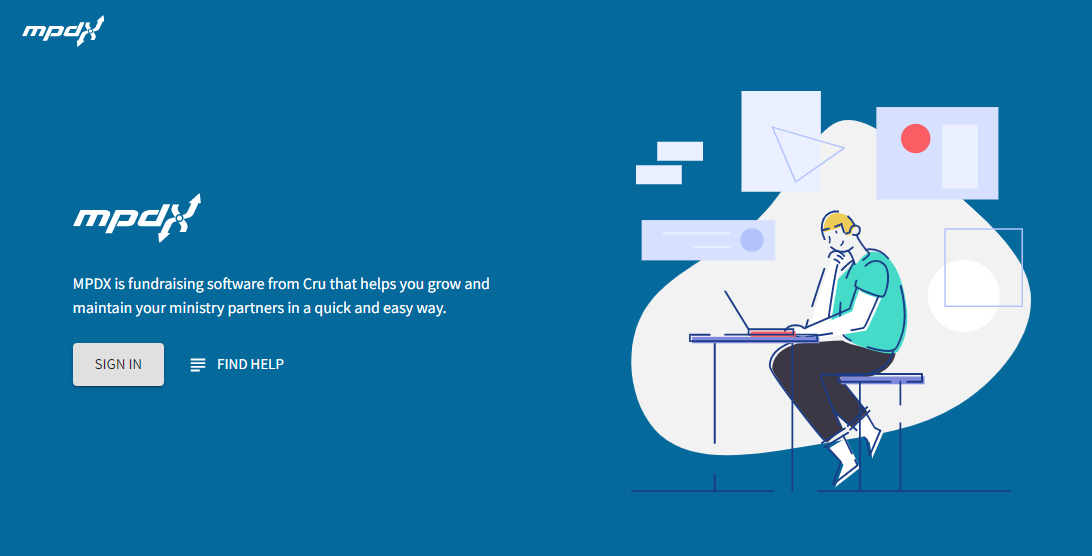 mpdx
mpdx
MPDX is fundraising software from Cru that helps you grow and
maintain your ministry partners in a quick and easy way.
SIGN IN
FIND HELP